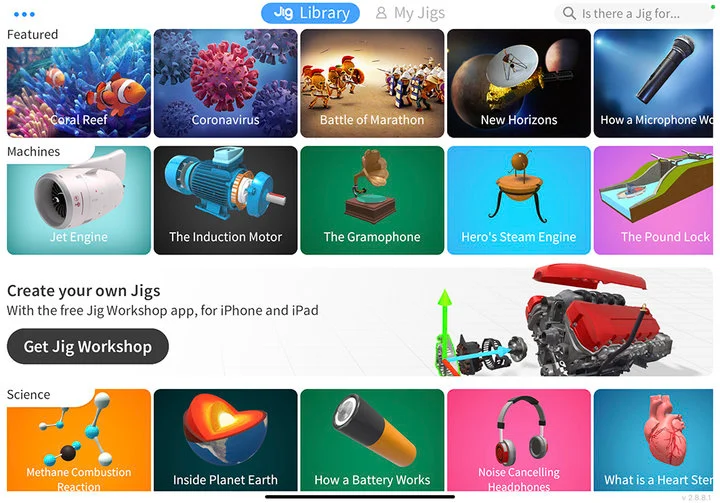 Jig Library
My Jigs
Is there a Jig for...
Featured
Coral Reef
Coronavirus
Battle of Marathon
New Horizons
How a Microphone Wo
Machines
Jet Engine
The Induction Motor
The Gramophone
Hero's Steam Engine
The Pound Lock
Create your own Jigs
With the free Jig Workshop app, for iPhone and iPad
Get Jig Workshop
Science
Methane Combustion
Reaction
Inside Planet Earth
How a Battery Works
Noise Cancelling
Headphones
What is a Heart Ster
v 2.8.8.1